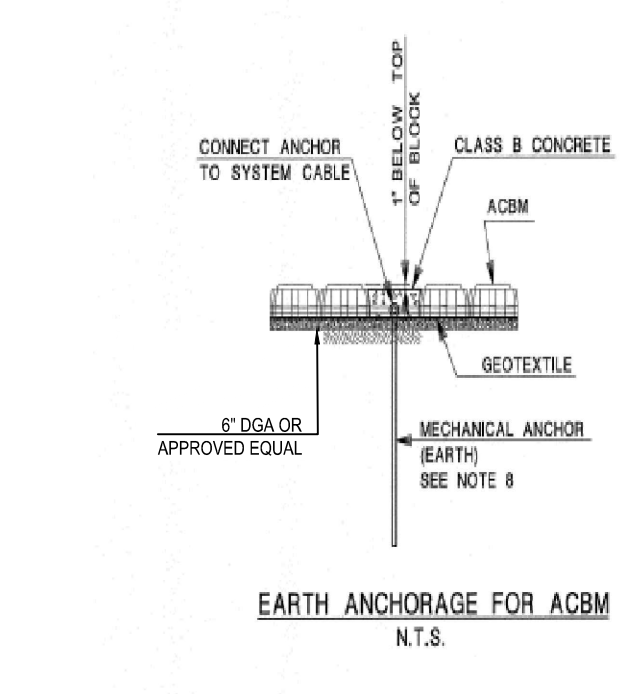 1" BELOW TOP
OF BLOCK
CONNECT ANCHOR
TO SYSTEM CABLE
CLASS B CONCRETE
ACBM
GEOTEXTILE
6" DGA OR
APPROVED EQUAL
MECHANICAL ANCHOR
(EARTH)
SEE NOTE 8
EARTH ANCHORAGE FOR ACBM
N.T.S.